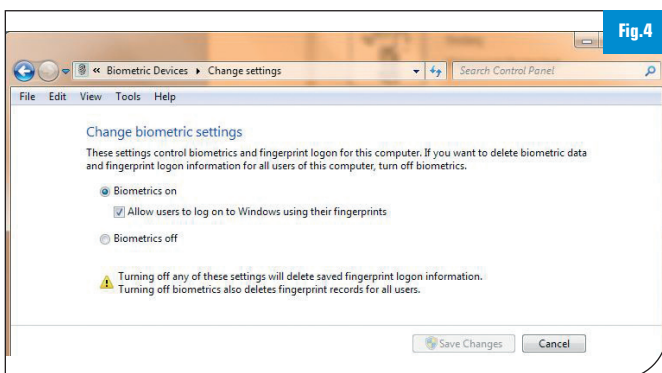 Fig.4
« Biometric Devices Change settings
Search Control Panel
File Edit View Tools Help
Change biometric settings
These settings control biometrics and fingerprint logon for this computer. If you want to delete biometric data
and fingerprint logon information for all users of this computer, turn off biometrics.
Biometrics on
Allow users to log on to Windows using their fingerprints
Biometrics off
Turning off any of these settings will delete saved fingerprint logon information.
Turning off biometrics also deletes fingerprint records for all users.
Save Changes Cancel